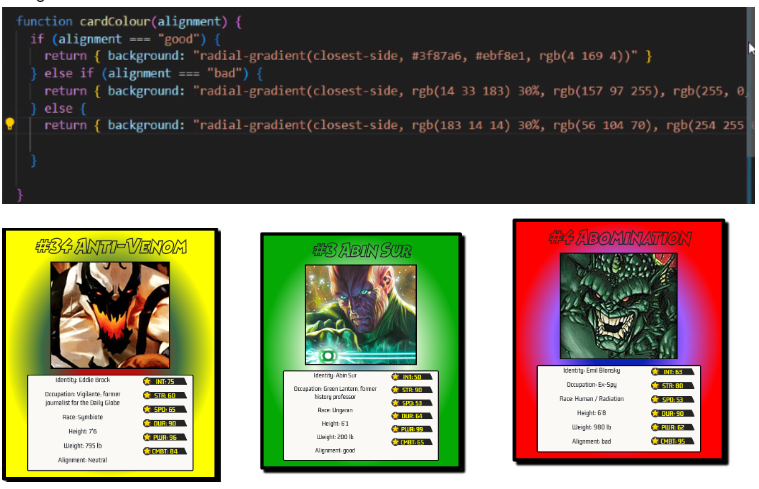 function cardColour(alignment) {
if (alignment === "good") {
return { background: "radial-gradient(closest-side, #3f87a6, #ebf8e1, rgb(4 169 4))" }
} else if (alignment === "bad") {
return { background: "radial-gradient(closest-side, rgb(14 33 183) 30%, rgb(157 97 255), rgb(255, 0,
} else {
return { background: "radial-gradient(closest-side, rgb(183 14 14) 30%, rgb(56 104 70), rgb(254 255
}
}
#34 Anti-Venom
Identity: Eddie Brock
Occupation: Vigilante, former
journalist for the Daily Globe
Race: Symbiote
Height: 7'6
Weight: 795 lb
Alignment: Neutral
INT: 75
STR: 60
SPD: 65
DUR: 90
PWR: 96
CMBT: 84
#3 Abin Sur
Identity: Abin Sur
Occupation: Green Lantern, former
history professor
Race: Ungaran
Height: 6'1
Weight: 200 lb
Alignment: good
INT: 50
STR: 90
SPD: 53
DUR: 64
PWR: 99
CMBT: 65
#4 Abomination
Identity: Emil Blonsky
Occupation: Ex-Spy
Race: Human / Radiation
Height: 6'8
Weight: 980 lb
Alignment: bad
INT: 63
STR: 80
SPD: 53
DUR: 90
PWR: 62
CMBT: 95